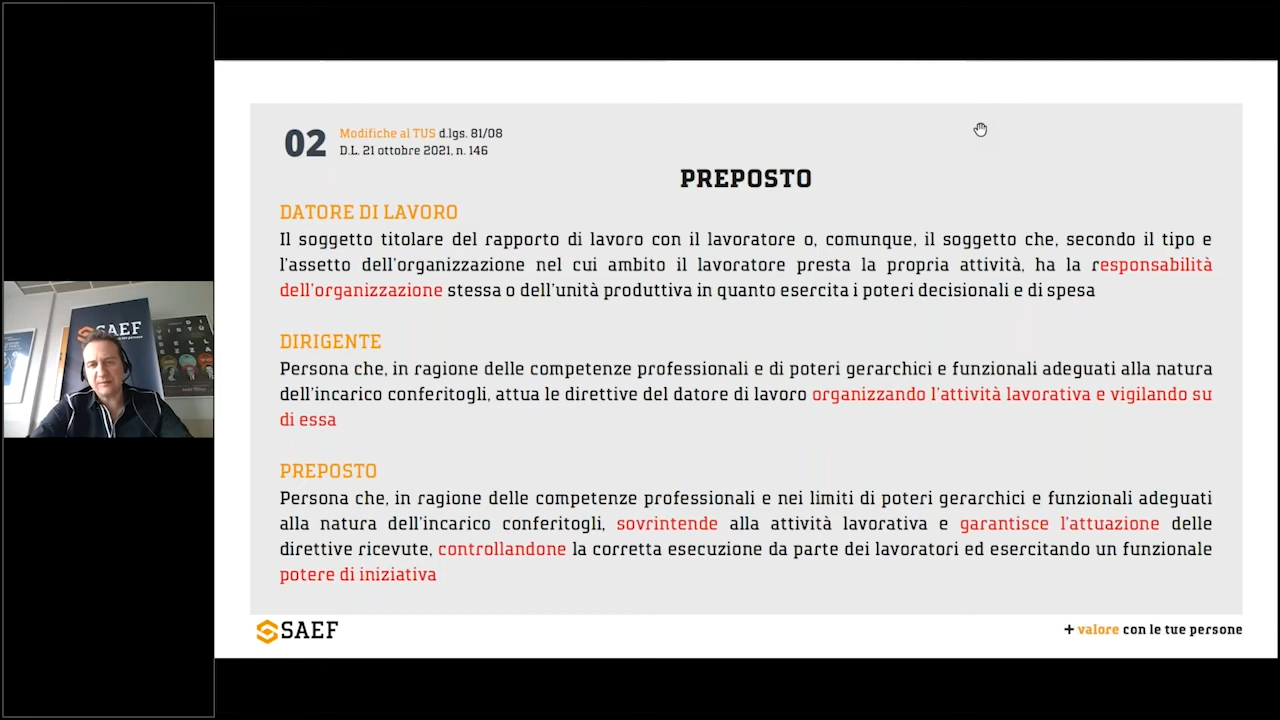 02
Modifiche al TUS d.lgs. 81/08
D.L. 21 ottobre 2021, n. 146
PREPOSTO
DATORE DI LAVORO
Il soggetto titolare del rapporto di lavoro con il lavoratore o, comunque, il soggetto che, secondo il tipo e
l'assetto dell'organizzazione nel cui ambito il lavoratore presta la propria attività, ha la responsabilità
dell'organizzazione stessa o dell'unità produttiva in quanto esercita i poteri decisionali e di spesa
DIRIGENTE
Persona che, in ragione delle competenze professionali e di poteri gerarchici e funzionali adeguati alla natura
dell'incarico conferitogli, attua le direttive del datore di lavoro organizzando l'attività lavorativa e vigilando su
di essa
PREPOSTO
Persona che, in ragione delle competenze professionali e nei limiti di poteri gerarchici e funzionali adeguati
alla natura dell'incarico conferitogli, sovrintende alla attività lavorativa e garantisce l'attuazione delle
direttive ricevute, controllandone la corretta esecuzione da parte dei lavoratori ed esercitando un funzionale
potere di iniziativa
SAEF
+ valore con le tue persone
SAEF